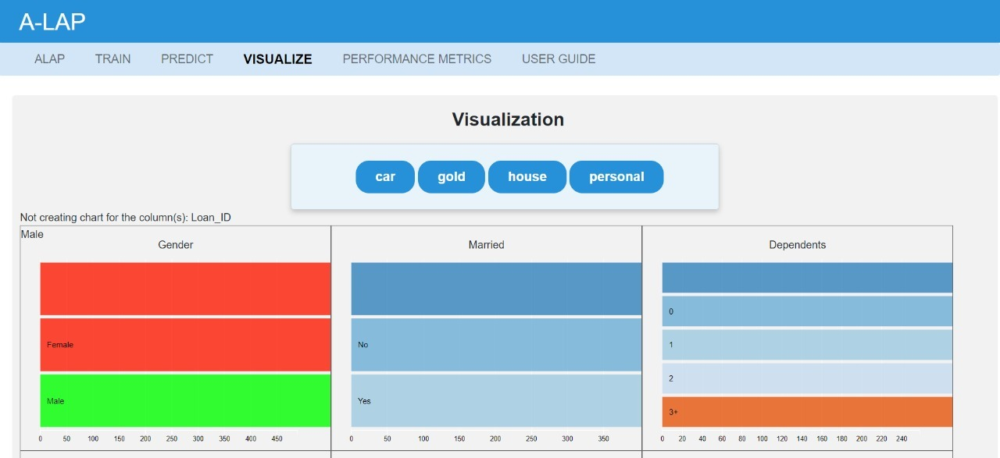 A-LAP
ALAP TRAIN PREDICT VISUALIZE PERFORMANCE METRICS USER GUIDE
Visualization
car gold house personal
Not creating chart for the column(s): Loan_ID
Male
Gender
Female
Male
0 50 100 150 200 250 300 350 400 450
Married
No
Yes
0 50 100 150 200 250 300 350
Dependents
0
1
2
3+
0 20 40 60 80 100 120 140 160 180 200 220 240